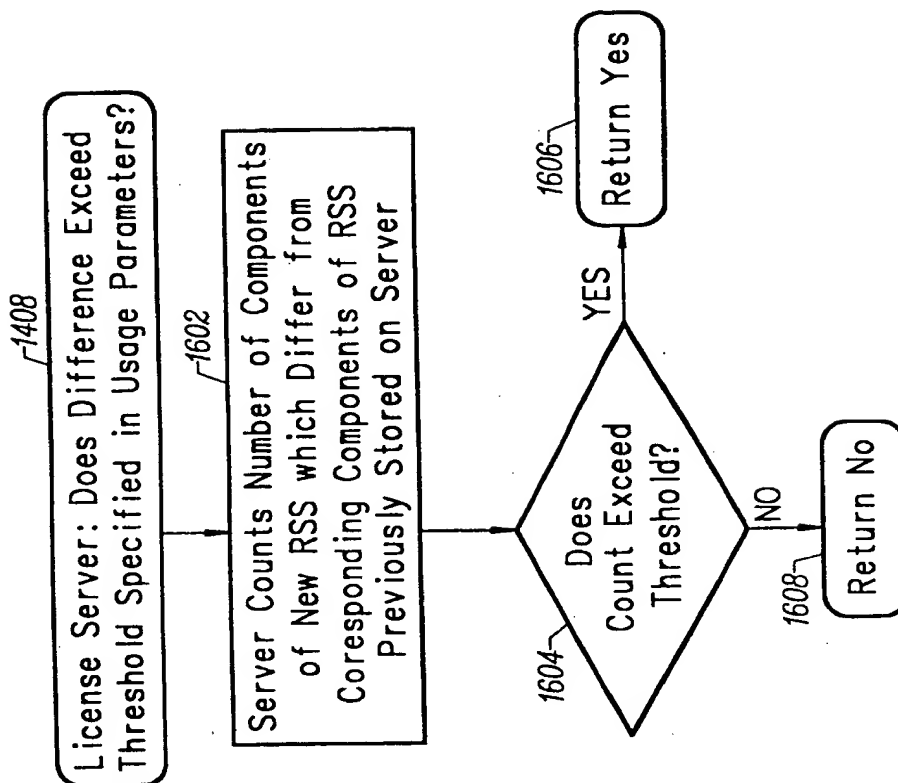 1408
License Server: Does Difference Exceed
Threshold Specified in Usage Parameters?
1602
Server Counts Number of Components
of New RSS which Differ from
Coresponding Components of RSS
Previously Stored on Server
1604
Does
Count Exceed
Threshold?
YES
1606
Return Yes
NO
1608
Return No